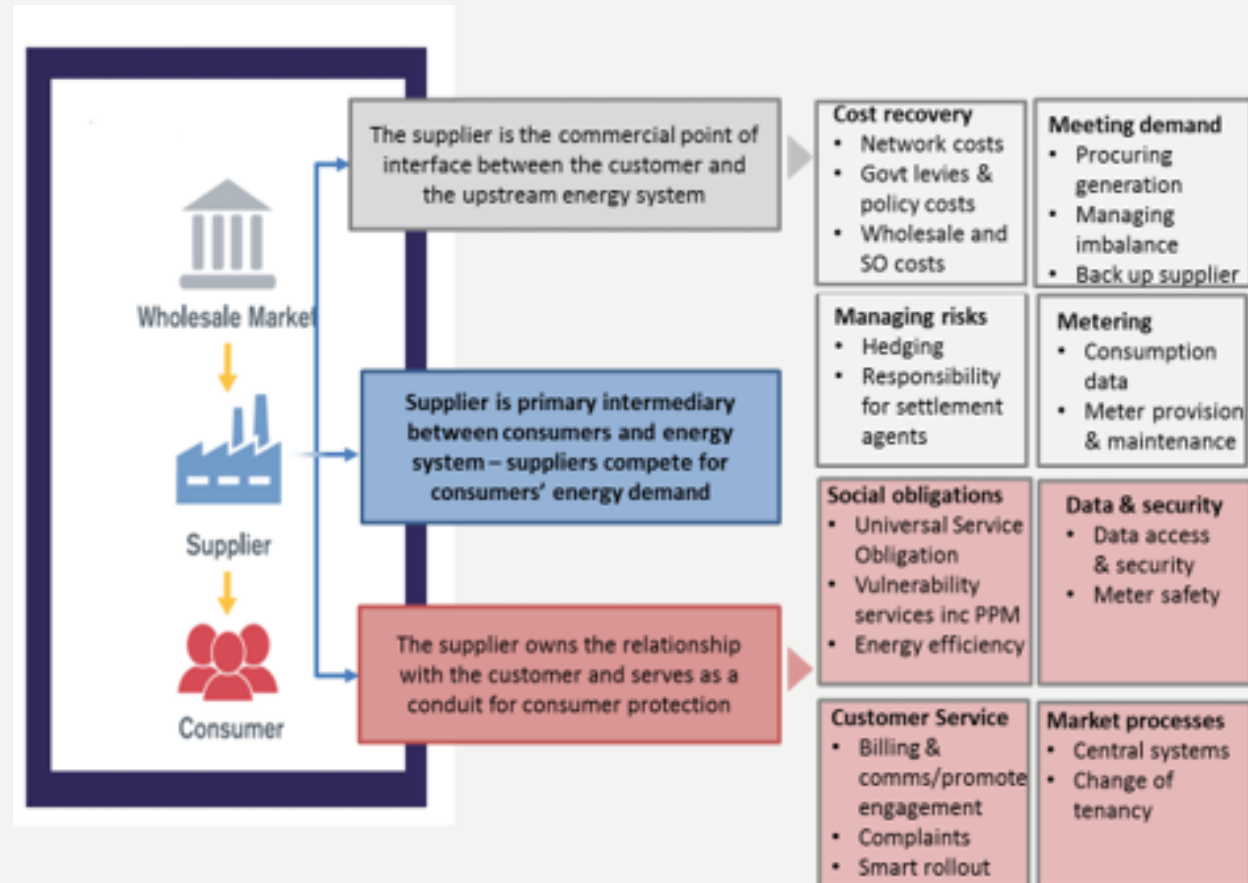 Wholesale Market
Supplier
Consumer
The supplier is the commercial point of
interface between the customer and
the upstream energy system
Supplier is primary intermediary
between consumers and energy
system – suppliers compete for
consumers' energy demand
The supplier owns the relationship
with the customer and serves as a
conduit for consumer protection
Cost recovery
• Network costs
• Govt levies &
policy costs
• Wholesale and
SO costs
Meeting demand
• Procuring
generation
• Managing
imbalance
• Back up supplier
Managing risks
• Hedging
• Responsibility
for settlement
agents
Metering
• Consumption
data
• Meter provision
& maintenance
Social obligations
• Universal Service
Obligation
• Vulnerability
services inc PPM
• Energy efficiency
Data & security
• Data access
& security
• Meter safety
Customer Service
• Billing &
comms/promote
engagement
• Complaints
• Smart rollout
Market processes
• Central systems
• Change of
tenancy